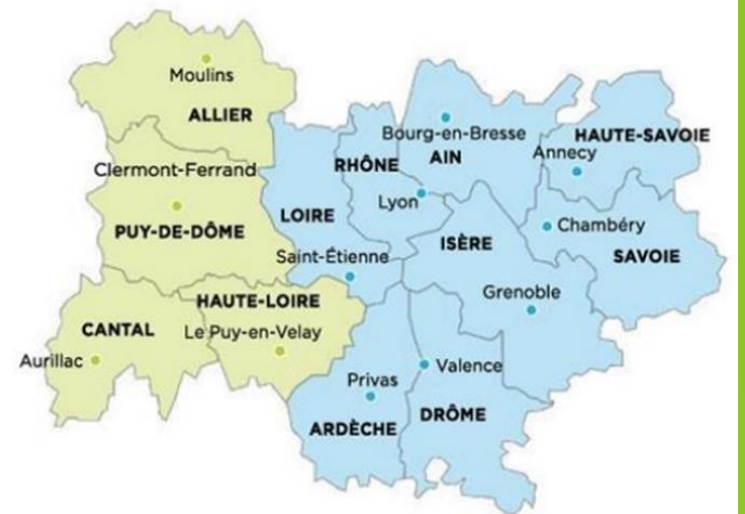 Moulins
ALLIER
Bourg-en-Bresse
HAUTE-SAVOIE
AIN
RHÔNE
Annecy
Clermont-Ferrand
Lyon
LOIRE
Chambéry
PUY-DE-DÔME
ISÈRE
Saint-Étienne
SAVOIE
Grenoble
HAUTE-LOIRE
CANTAL
Le Puy-en-Velay
Aurillac
Valence
Privas
DRÔME
ARDÈCHE